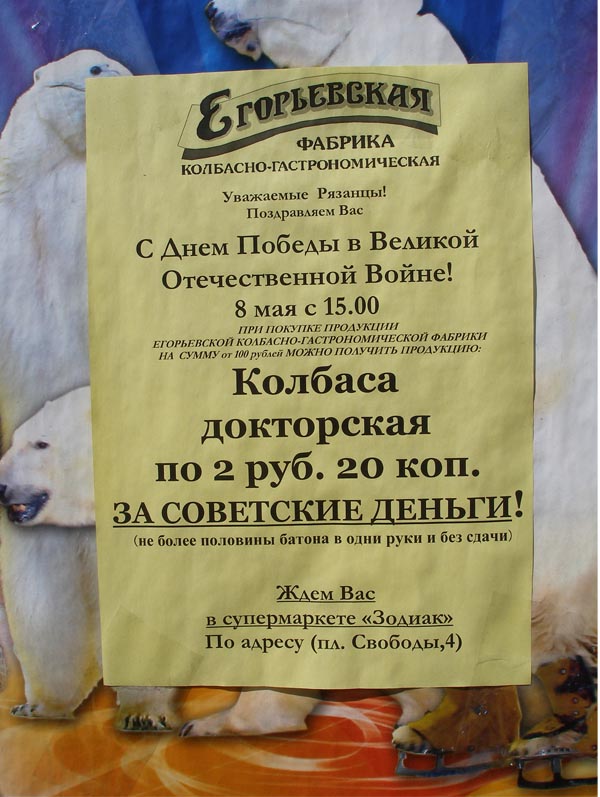 ЕГОРЬЕВСКАЯ
ФАБРИКА
КОЛБАСНО-ГАСТРОНОМИЧЕСКАЯ
Уважаемые Рязанцы!
Поздравляем Вас
С Днем Победы в Великой
Отечественной Войне!
8 мая с 15.00
ПРИ ПОКУПКЕ ПРОДУКЦИИ
ЕГОРЬЕВСКОЙ КОЛБАСНО-ГАСТРОНОМИЧЕСКОЙ ФАБРИКИ
НА СУММУ от 100 рублей МОЖНО ПОЛУЧИТЬ ПРОДУКЦИЮ:
Колбаса
докторская
по 2 руб. 20 коп.
ЗА СОВЕТСКИЕ ДЕНЬГИ!
(не более половины батона в одни руки и без сдачи)
Ждем Вас
в супермаркете «Зодиак»
По адресу (пл. Свободы,4)